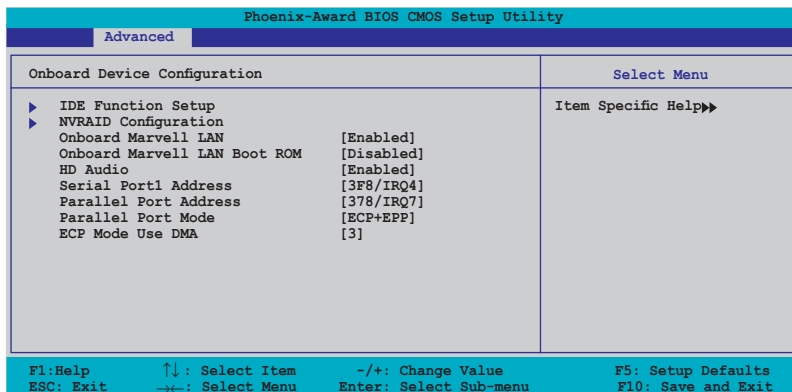 Phoenix-Award BIOS CMOS Setup Utility
Advanced
Onboard Device Configuration
Select Menu
IDE Function Setup
Item Specific Help▶▶
NVRAID Configuration
Onboard Marvell LAN [Enabled]
Onboard Marvell LAN Boot ROM [Disabled]
HD Audio [Enabled]
Serial Port1 Address [3F8/IRQ4]
Parallel Port Address [378/IRQ7]
Parallel Port Mode [ECP+EPP]
ECP Mode Use DMA [3]
F1:Help ↑↓: Select Item -/+: Change Value F5: Setup Defaults
ESC: Exit →←: Select Menu Enter: Select Sub-menu F10: Save and Exit